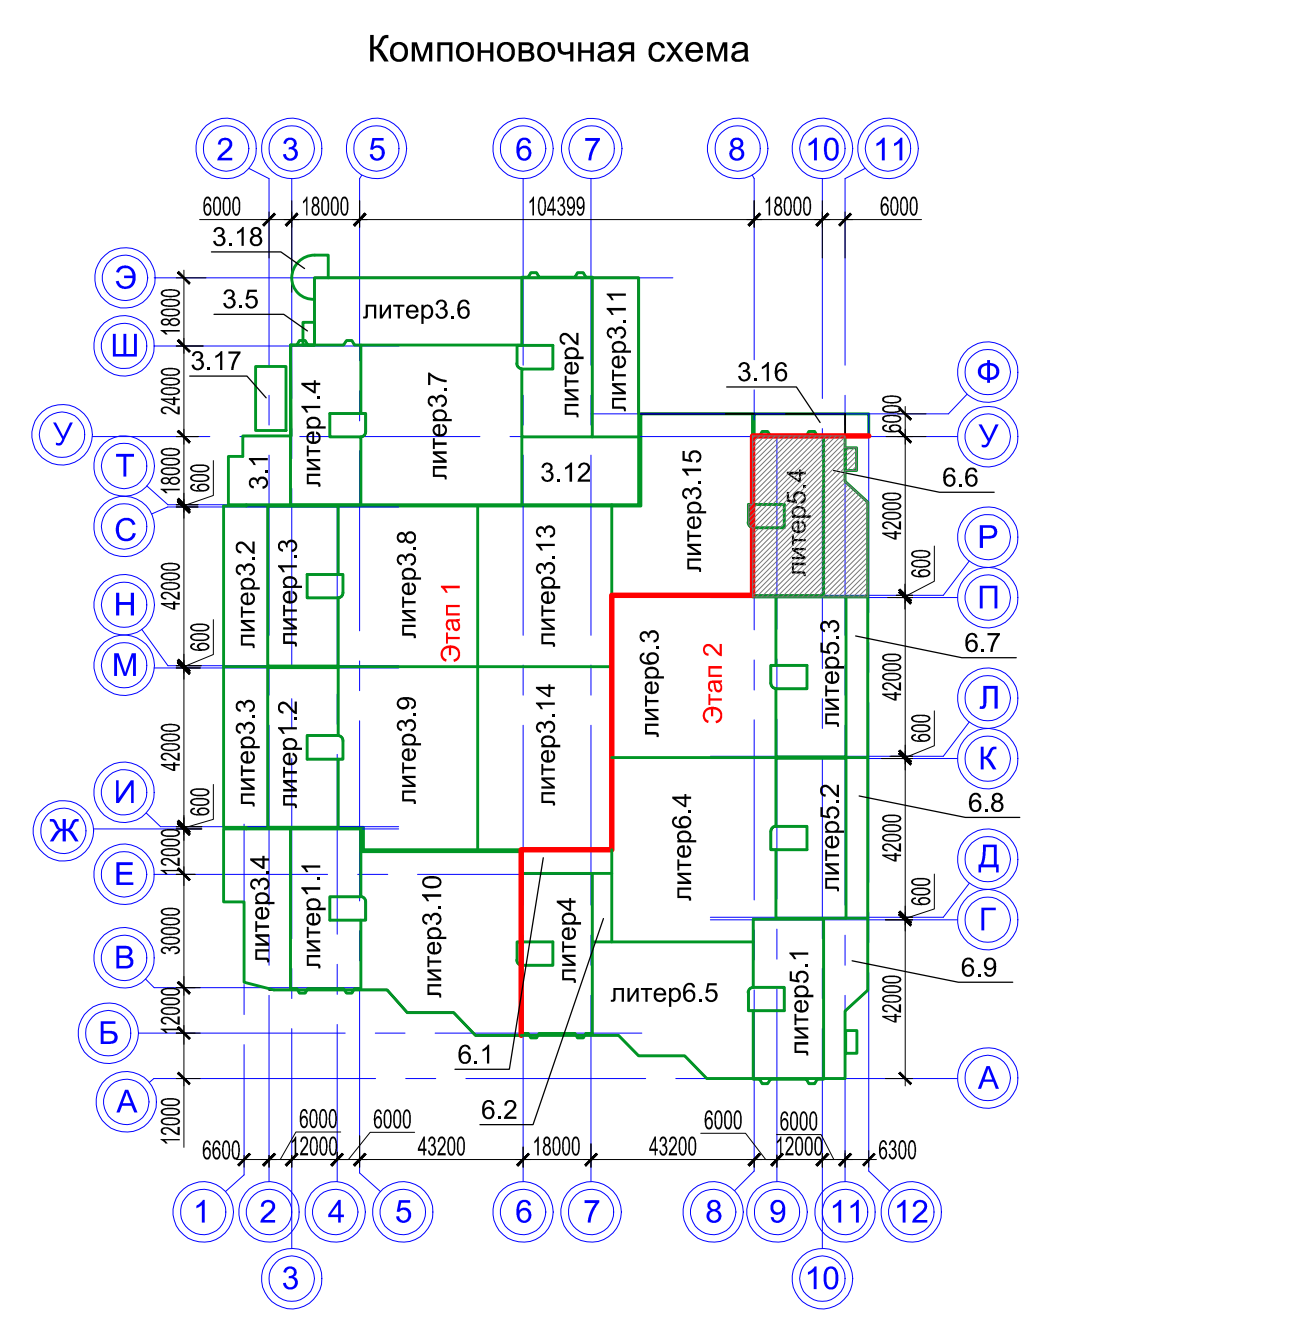 Компоновочная схема
2 3 5 6 7 8 10 11
6000 18000 104399 18000 6000
3.18
Э
3.5
литер3.6
18000
Ш
3.17
24000
литер1.4
литер3.7
литер2
литер3.11
3.16
Ф
6000
У
У
Т
18000
600
3.1
3.12
литер3.15
литер5.4
6.6
42000
С
Р
600
П
литер3.2
литер1.3
литер3.8
Этап 1
литер3.13
42000
Н
600
М
литер6.3
Этап 2
литер5.3
6.7
42000
Л
600
К
литер3.3
литер1.2
литер3.9
литер3.14
42000
И
600
Ж
литер6.4
литер5.2
6.8
42000
Д
600
Г
12000
Е
литер3.4
литер1.1
литер3.10
литер4
30000
В
литер6.5
литер5.1
6.9
42000
12000
Б
6.1
А
А
12000
6.2
6600 6000 12000 6000 43200 18000 43200 6000 6000 12000 6300
1 2 4 5 6 7 8 9 11 12
3 10